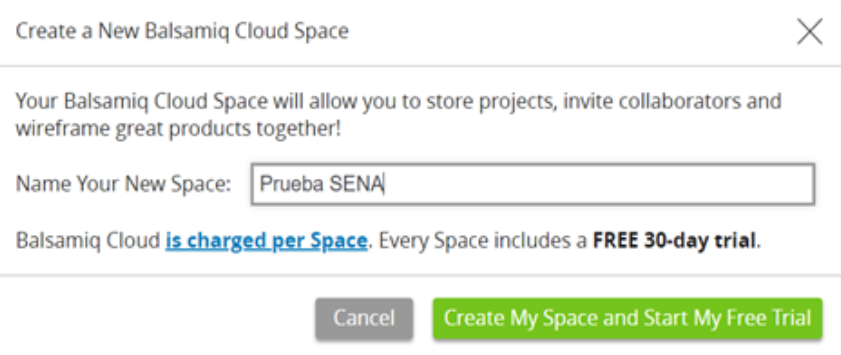 Create a New Balsamiq Cloud Space
Your Balsamiq Cloud Space will allow you to store projects, invite collaborators and
wireframe great products together!
Name Your New Space: Prueba SENA
Balsamiq Cloud is charged per Space. Every Space includes a FREE 30-day trial.
Cancel Create My Space and Start My Free Trial